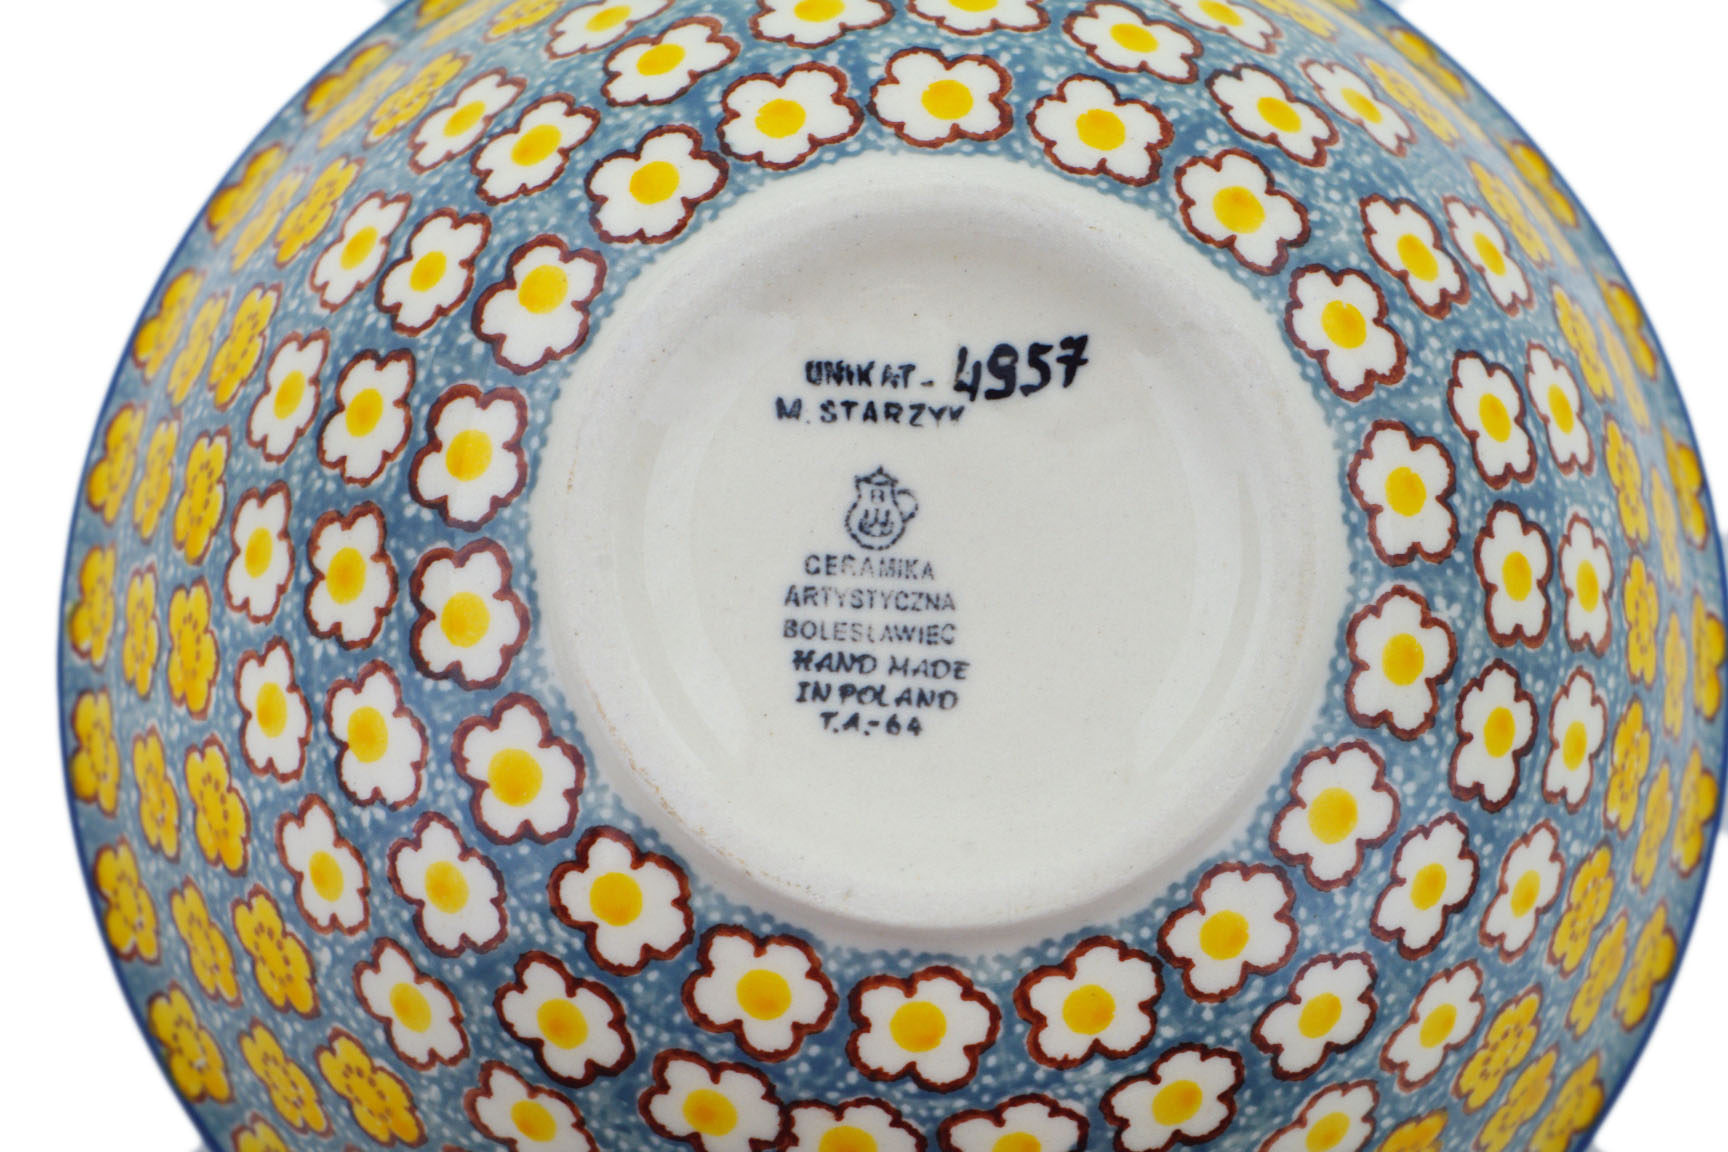 UNIKAT- 4957
M. STARZYK
CERAMIKA
ARTYSTYCZNA
BOLESŁAWIEC
HAND MADE
IN POLAND
T.A.-64